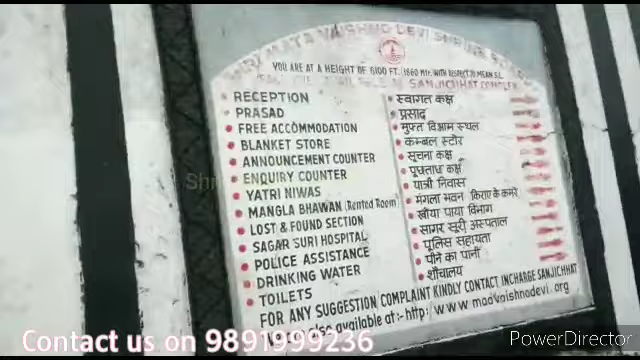 SHRI MATA VAISHNO DEVI SHRINE BOARD
YOU ARE AT A HEIGHT OF 6100 FT. 1860 Mtr. WITH RESPECT TO MEAN S.L.
SANJICHHAT COMPLEX
RECEPTION
PRASAD
FREE ACCOMMODATION
BLANKET STORE
ANNOUNCEMENT COUNTER
ENQUIRY COUNTER
YATRI NIWAS
MANGLA BHAWAN (Rented Room)
LOST & FOUND SECTION
SAGAR SURI HOSPITAL
POLICE ASSISTANCE
DRINKING WATER
TOILETS
स्वागत कक्ष
प्रसाद
मुफ्त विश्राम स्थल
कम्बल स्टोर
सूचना कक्ष
पूछताछ कक्ष
यात्री निवास
मंगला भवन किराए के कमरे
खोया पाया विभाग
सागर सूरी अस्पताल
पुलिस सहायता
पीने का पानी
शौचालय
FOR ANY SUGGESTION COMPLAINT KINDLY CONTACT INCHARGE SANJICHHAT
also available at :- http: www maavaishnodevi .org
Contact us on 9891999236
PowerDirector